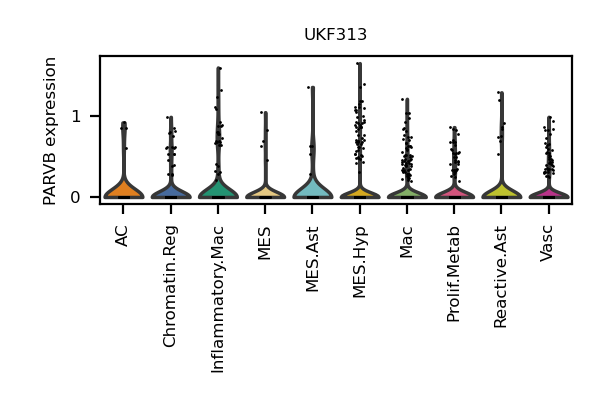 UKF313
PARVB expression
1
0
AC
Chromatin.Reg
Inflammatory.Mac
MES
MES.Ast
MES.Hyp
Mac
Prolif.Metab
Reactive.Ast
Vasc